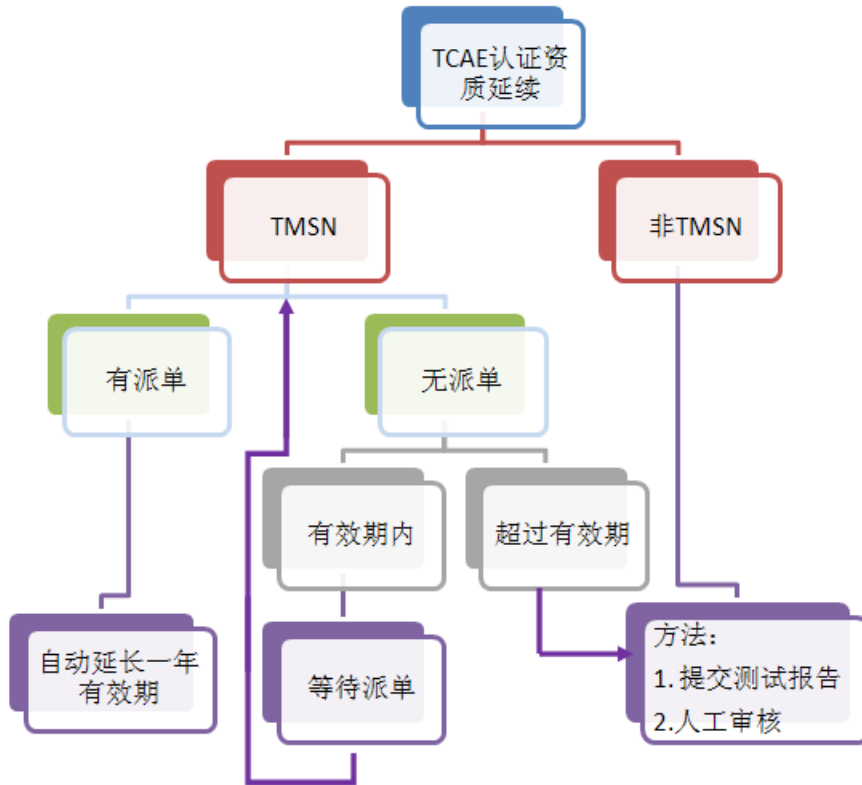 TCAE认证资
质延续
TMSN
非TMSN
有派单
无派单
有效期内
超过有效期
自动延长一年
有效期
等待派单
方法：
1. 提交测试报告
2.人工审核